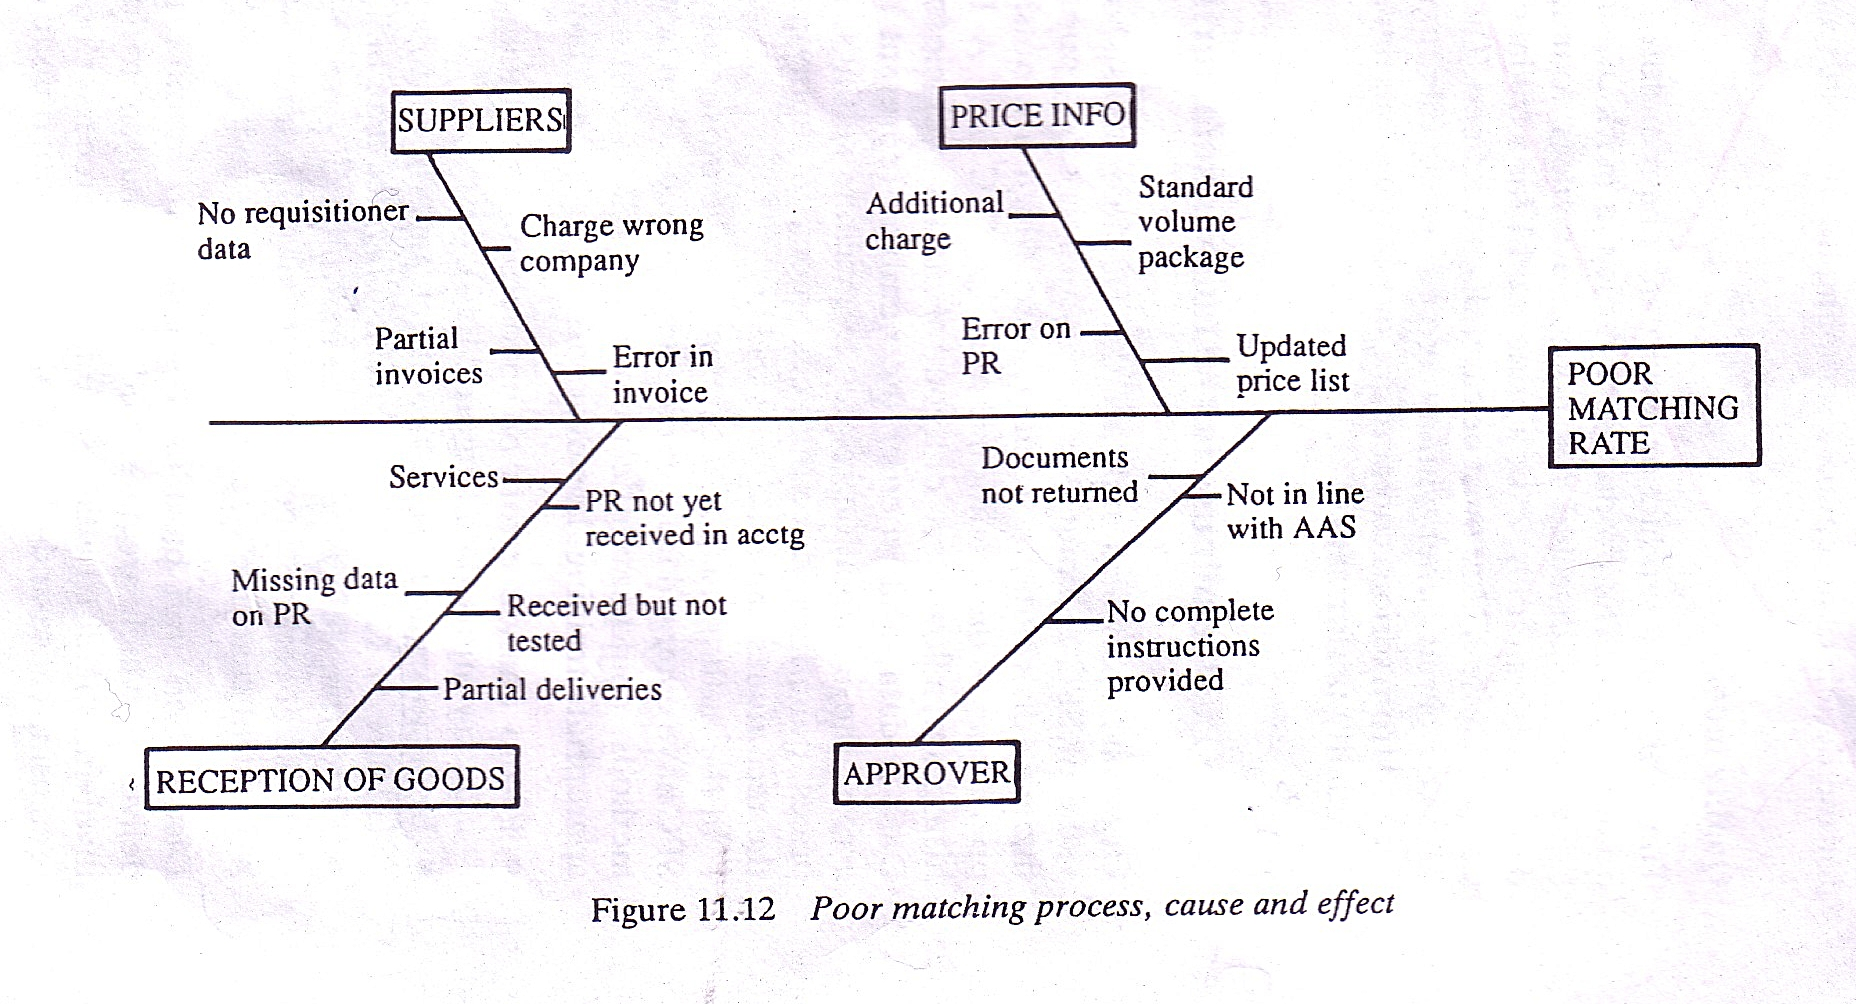 SUPPLIERS
No requisitioner
data
Charge wrong
company
Partial
invoices
Error in
invoice
PRICE INFO
Additional
charge
Standard
volume
package
Error on
PR
Updated
price list
POOR
MATCHING
RATE
Services
PR not yet
received in acctg
Missing data
on PR
Received but not
tested
Partial deliveries
RECEPTION OF GOODS
Documents
not returned
Not in line
with AAS
No complete
instructions
provided
APPROVER
Figure 11.12 Poor matching process, cause and effect